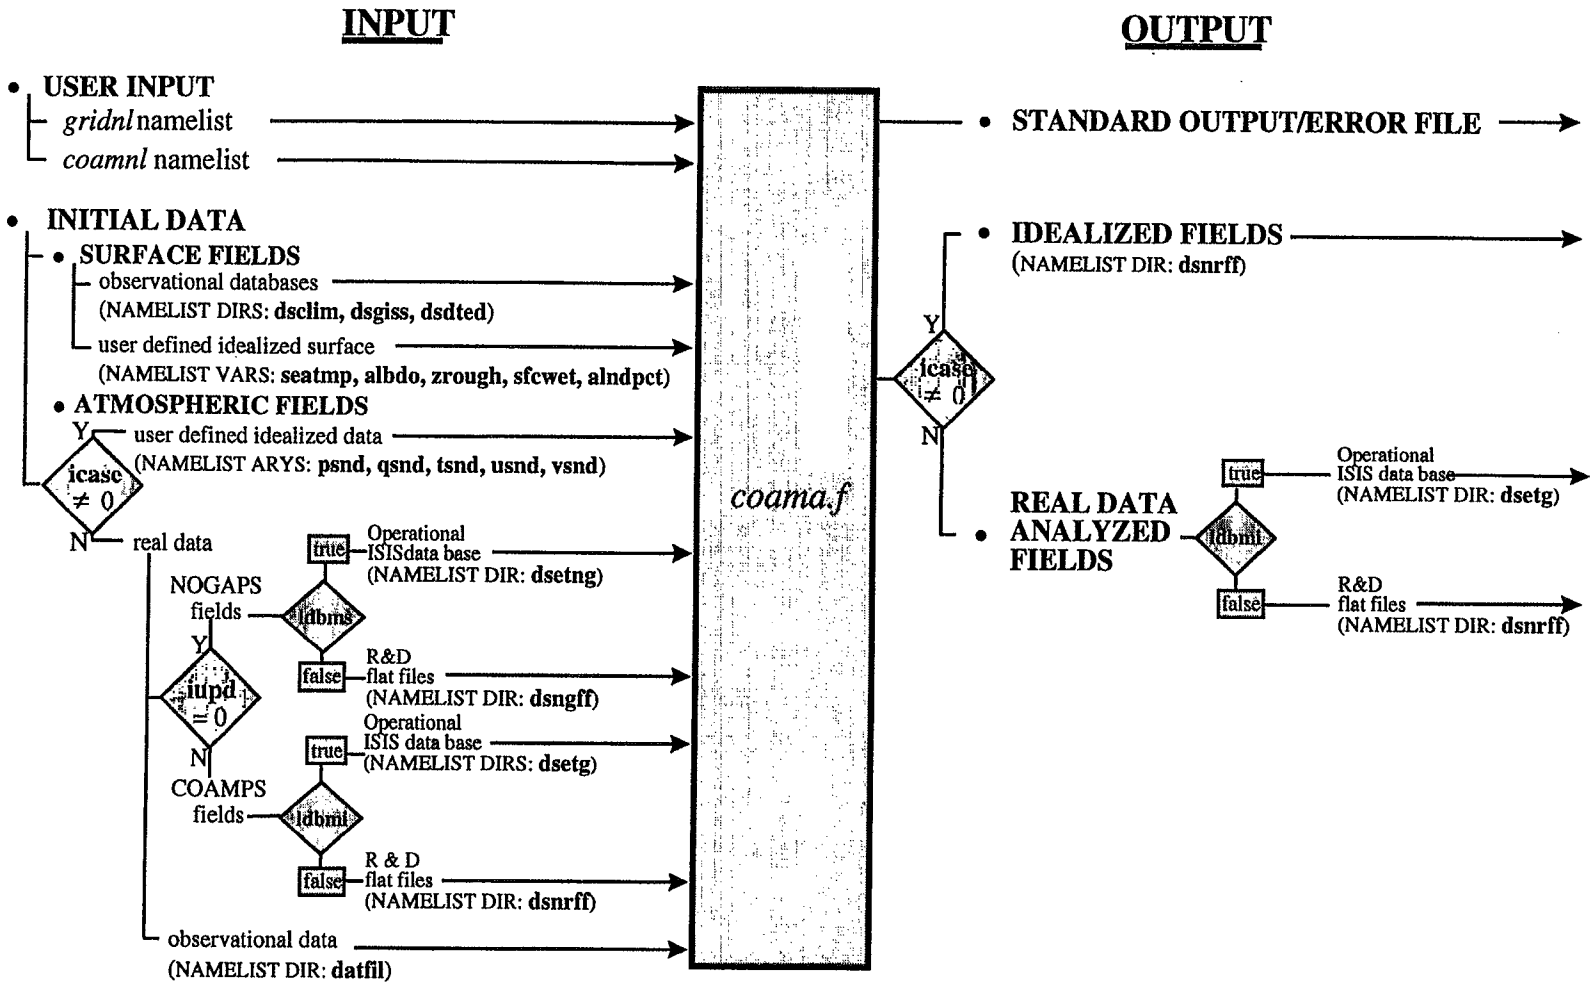 INPUT
OUTPUT
• USER INPUT
gridnl namelist
coamnl namelist
• INITIAL DATA
• SURFACE FIELDS
observational databases
(NAMELIST DIRS: dsclim, dsgiss, dsdted)
user defined idealized surface
(NAMELIST VARS: seatmp, albdo, zrough, sfcwet, alndpct)
• ATMOSPHERIC FIELDS
Y
user defined idealized data
(NAMELIST ARYS: psnd, qsnd, tsnd, usnd, vsnd)
icase
≠ 0
N
real data
NOGAPS
fields
true
Operational
ISIS data base
(NAMELIST DIR: dsetng)
ldbms
false
R&D
flat files
(NAMELIST DIR: dsngff)
Y
iupd
= 0
N
COAMPS
fields
true
Operational
ISIS data base
(NAMELIST DIRS: dsetg)
ldbmi
false
R & D
flat files
(NAMELIST DIR: dsnrff)
observational data
(NAMELIST DIR: datfil)
coama.f
• STANDARD OUTPUT/ERROR FILE
• IDEALIZED FIELDS
(NAMELIST DIR: dsnrff)
Y
icase
≠ 0
N
• REAL DATA
ANALYZED
FIELDS
true
Operational
ISIS data base
(NAMELIST DIR: dsetg)
ldbmi
false
R&D
flat files
(NAMELIST DIR: dsnrff)